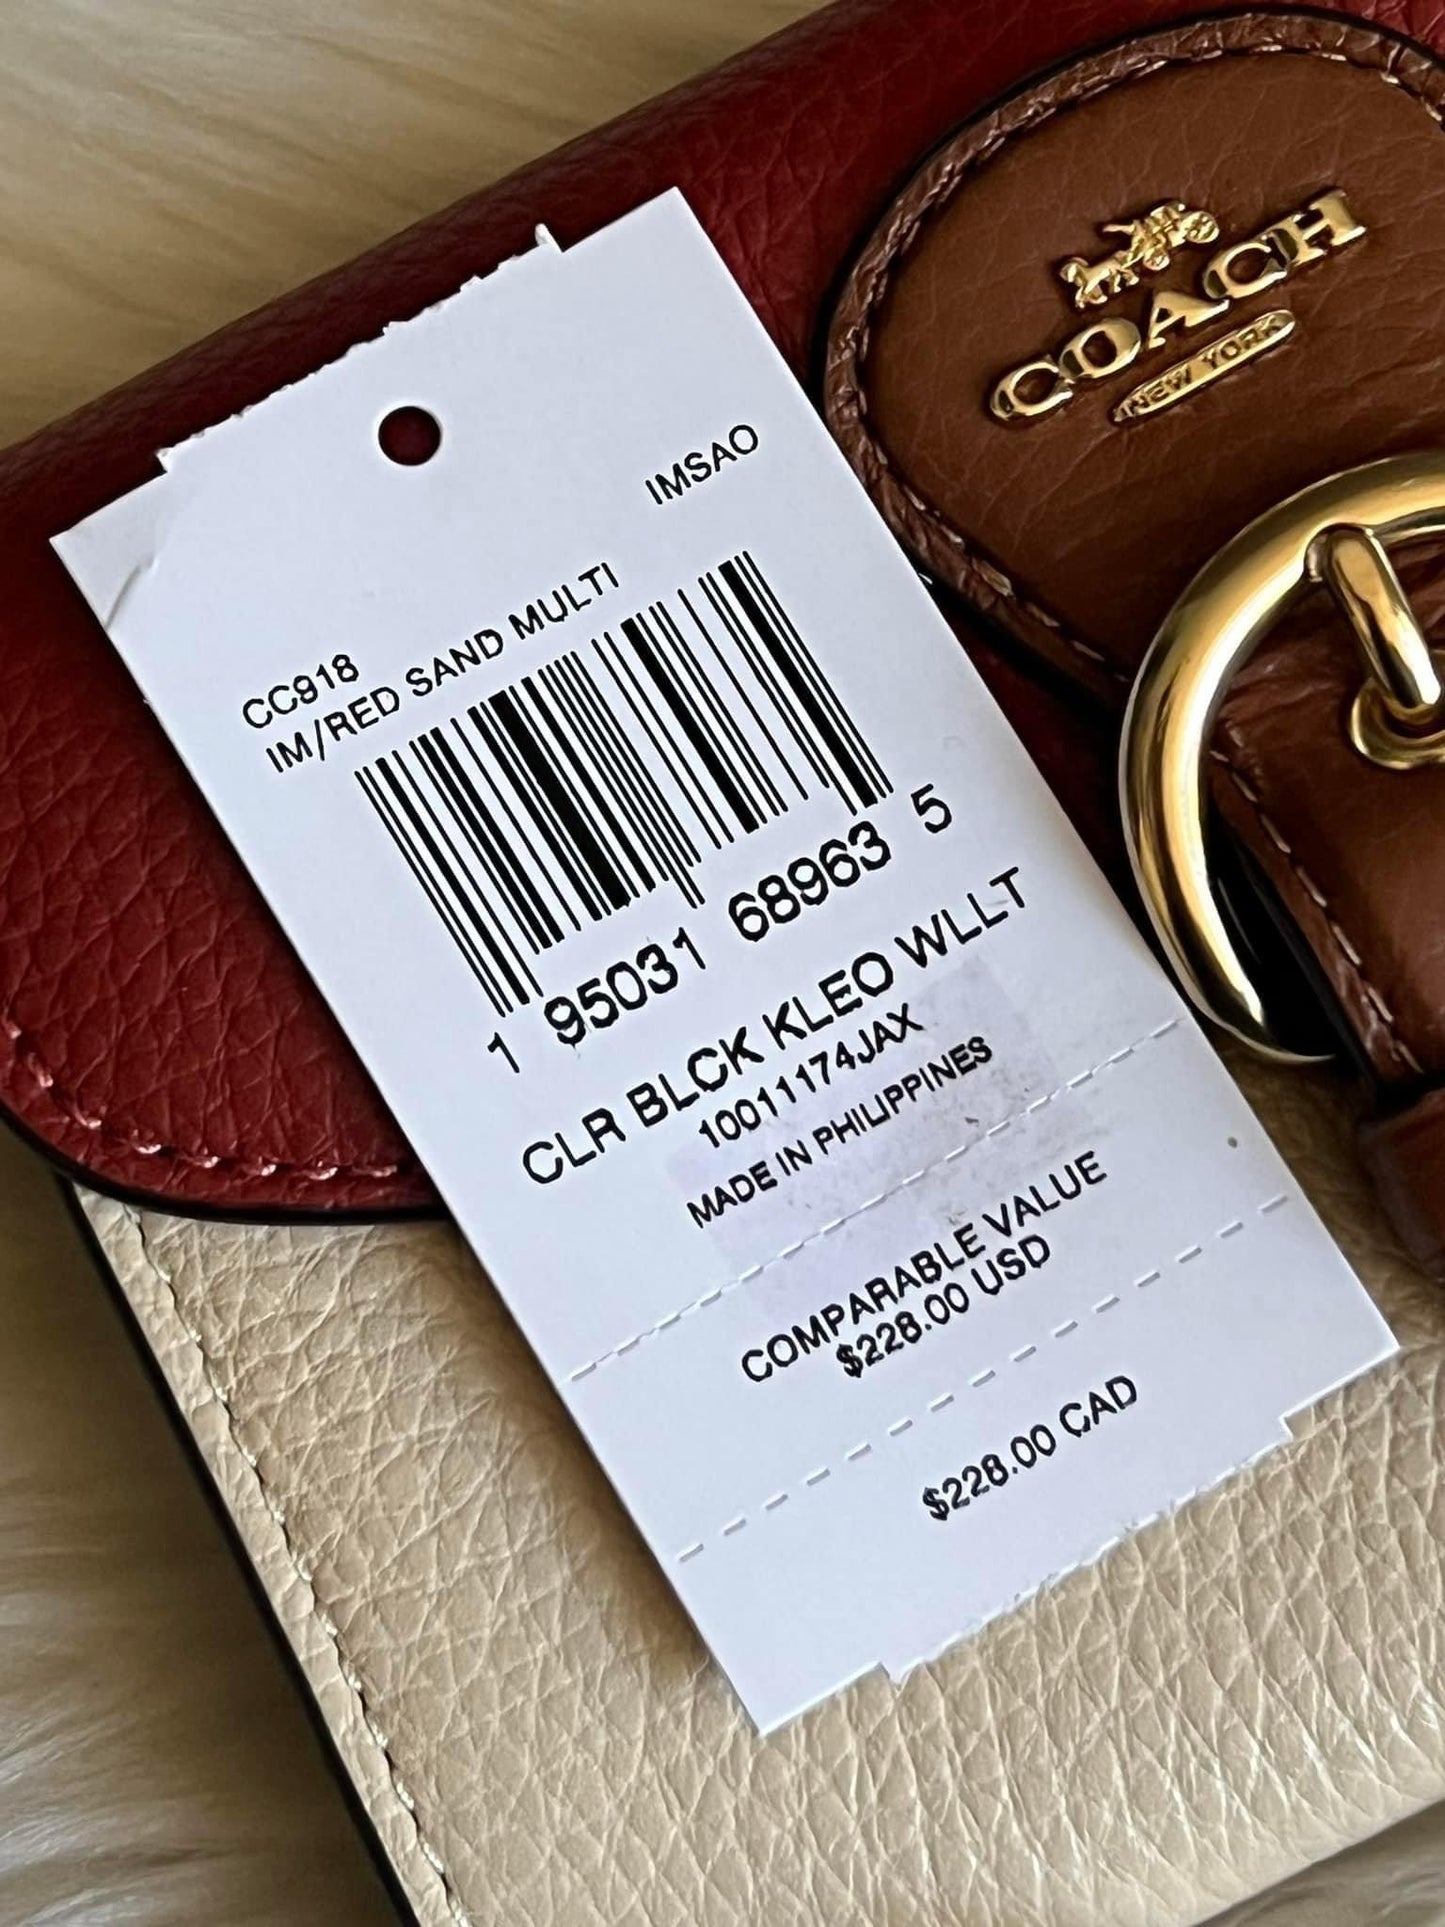 COACH
NEW YORK
IMSAO
CC918
IM/RED SAND MULTI
1 95031 68963 5
CLR BLCK KLEO WLLT
10011174JAX
MADE IN PHILIPPINES
COMPARABLE VALUE
$228.00 USD
$228.00 CAD